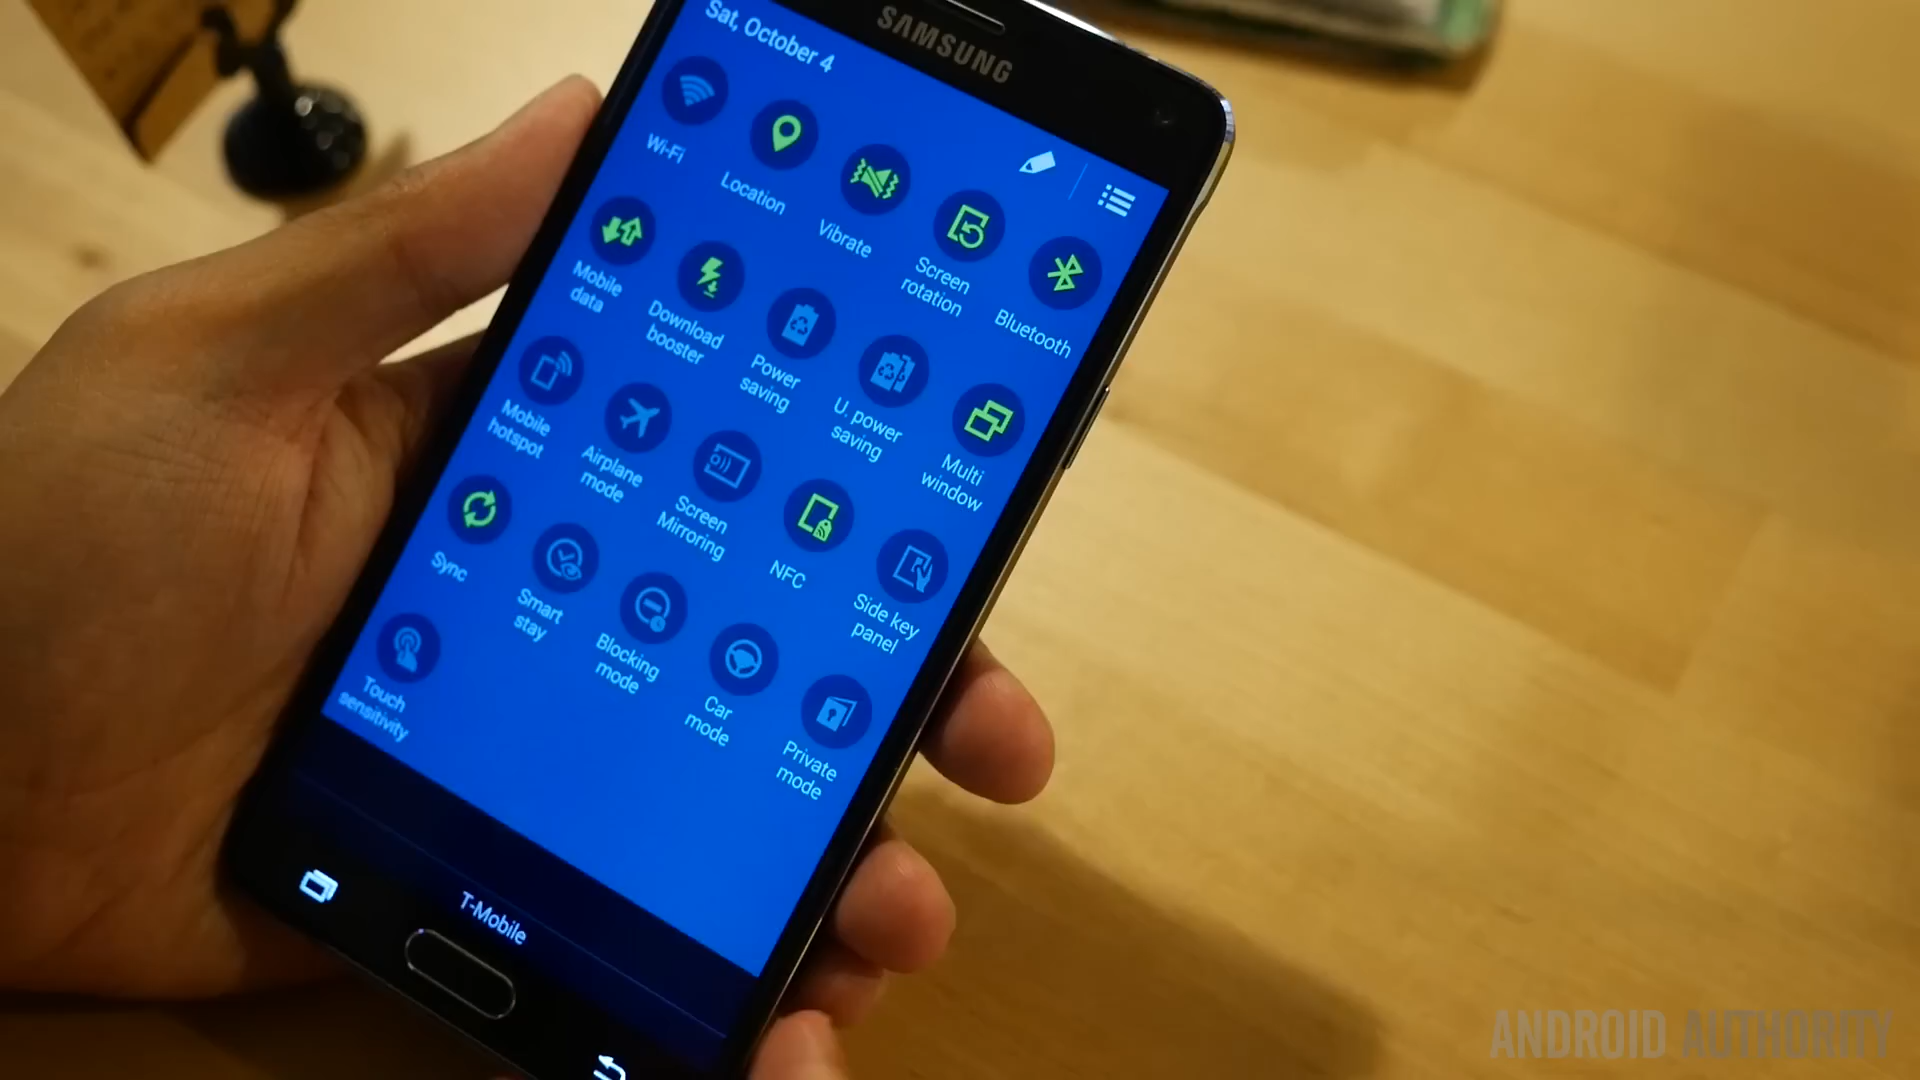 SAMSUNG
Sat, October 4
Wi-Fi
Location
Vibrate
Screen
rotation
Bluetooth
Mobile
data
Download
booster
Power
saving
U. power
saving
Multi
window
Mobile
hotspot
Airplane
mode
Screen
Mirroring
NFC
Side key
panel
Sync
Smart
stay
Blocking
mode
Car
mode
Private
mode
Touch
sensitivity
T-Mobile
ANDROID AUTHORITY